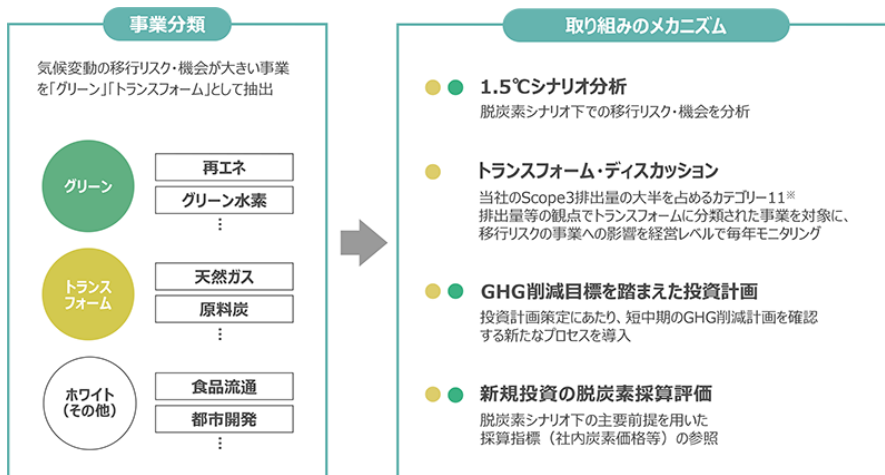 事業分類
気候変動の移行リスク・機会が大きい事業
を「グリーン」「トランスフォーム」として抽出
グリーン
再エネ
グリーン水素
⋮
トランス
フォーム
天然ガス
原料炭
⋮
ホワイト
(その他)
食品流通
都市開発
⋮
取り組みのメカニズム
1.5℃シナリオ分析
脱炭素シナリオ下での移行リスク・機会を分析
トランスフォーム・ディスカッション
当社のScope3排出量の大半を占めるカテゴリー11※
排出量等の観点でトランスフォームに分類された事業を対象に、
移行リスクの事業への影響を経営レベルで毎年モニタリング
GHG削減目標を踏まえた投資計画
投資計画策定にあたり、短中期のGHG削減計画を確認
する新たなプロセスを導入
新規投資の脱炭素採算評価
脱炭素シナリオ下の主要前提を用いた
採算指標（社内炭素価格等）の参照